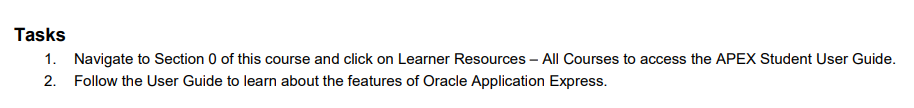 Tasks
1. Navigate to Section 0 of this course and click on Learner Resources – All Courses to access the APEX Student User Guide.
2. Follow the User Guide to learn about the features of Oracle Application Express.